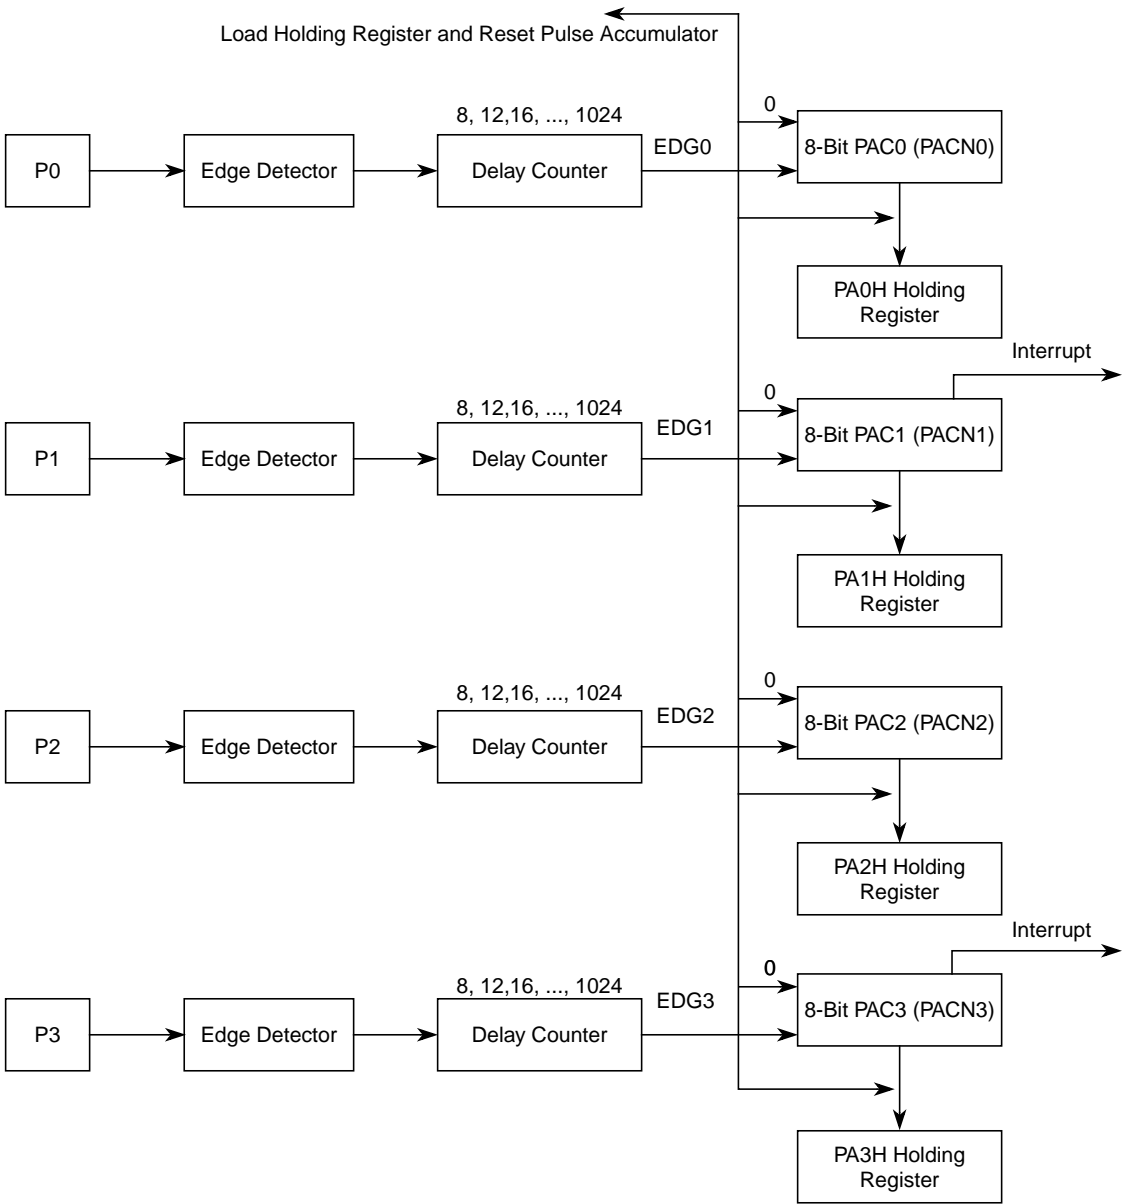 Load Holding Register and Reset Pulse Accumulator
0
8, 12,16, ..., 1024
EDG0
P0
Edge Detector
Delay Counter
8-Bit PAC0 (PACN0)
PA0H Holding
Register
Interrupt
0
8, 12,16, ..., 1024
EDG1
P1
Edge Detector
Delay Counter
8-Bit PAC1 (PACN1)
PA1H Holding
Register
0
8, 12,16, ..., 1024
EDG2
P2
Edge Detector
Delay Counter
8-Bit PAC2 (PACN2)
PA2H Holding
Register
Interrupt
0
8, 12,16, ..., 1024
EDG3
P3
Edge Detector
Delay Counter
8-Bit PAC3 (PACN3)
PA3H Holding
Register